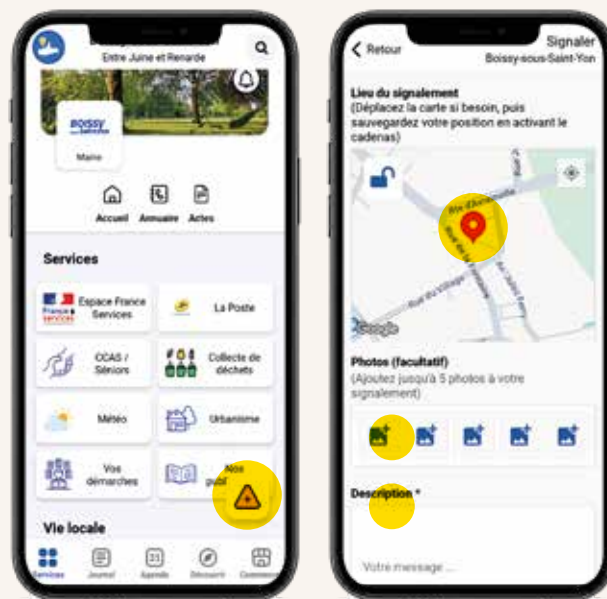 Entre Juine et Renarde
BOISSY
Mairie
Accueil Annuaire Actes
Services
Espace France
Services
La Poste
CCAS /
Séniors
Collecte de
déchets
Météo
Urbanisme
Vos
démarches
Nos
Vie locale
Services Journal Agenda Découvrir
Retour
Signaler
Boissy-sous-Saint-Yon
Lieu du signalement
(Déplacez la carte si besoin, puis
sauvegardez votre position en activant le
cadenas)
Rue du Village
Google
Photos (facultatif)
(Ajoutez jusqu'à 5 photos à votre
signalement)
Description *
Votre message ...